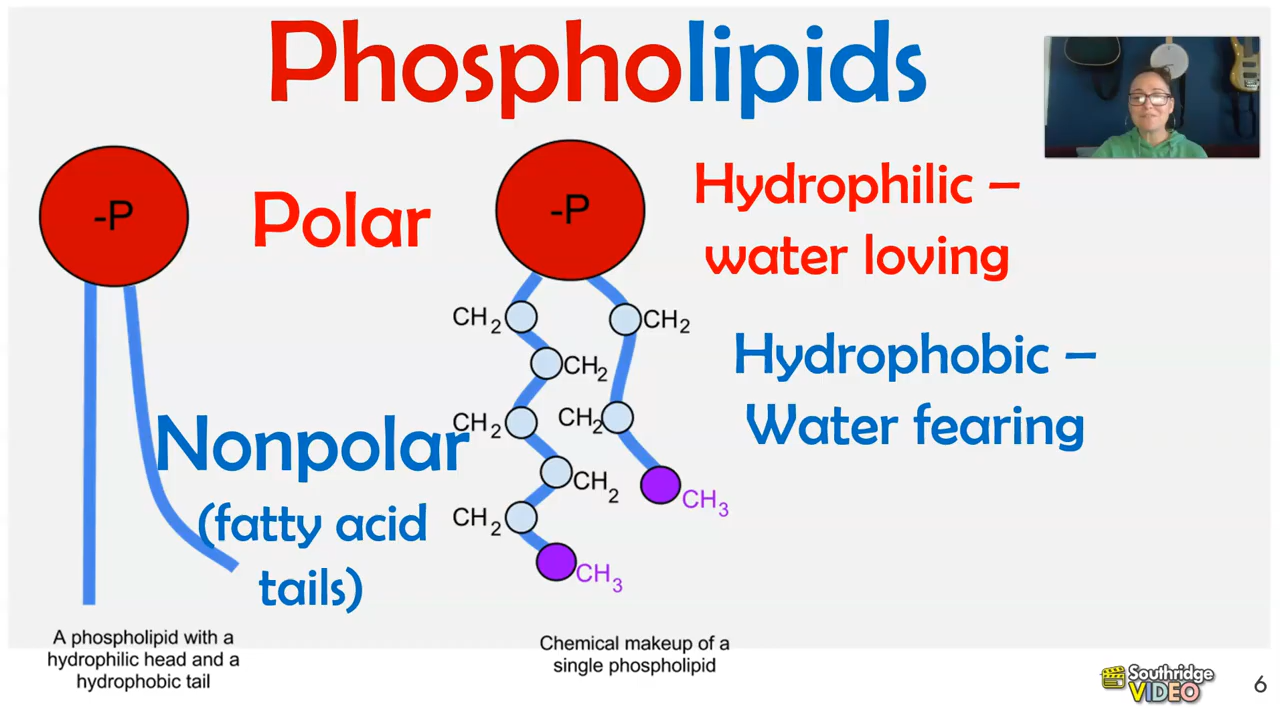 Phospholipids
-P
Polar
-P
Hydrophilic –
water loving
CH2
CH2
CH2
Hydrophobic –
Water fearing
CH2
CH2
Nonpolar
CH2
CH3
(fatty acid
tails)
CH2
CH3
A phospholipid with a
hydrophilic head and a
hydrophobic tail
Chemical makeup of a
single phospholipid
Southridge
VIDEO
6